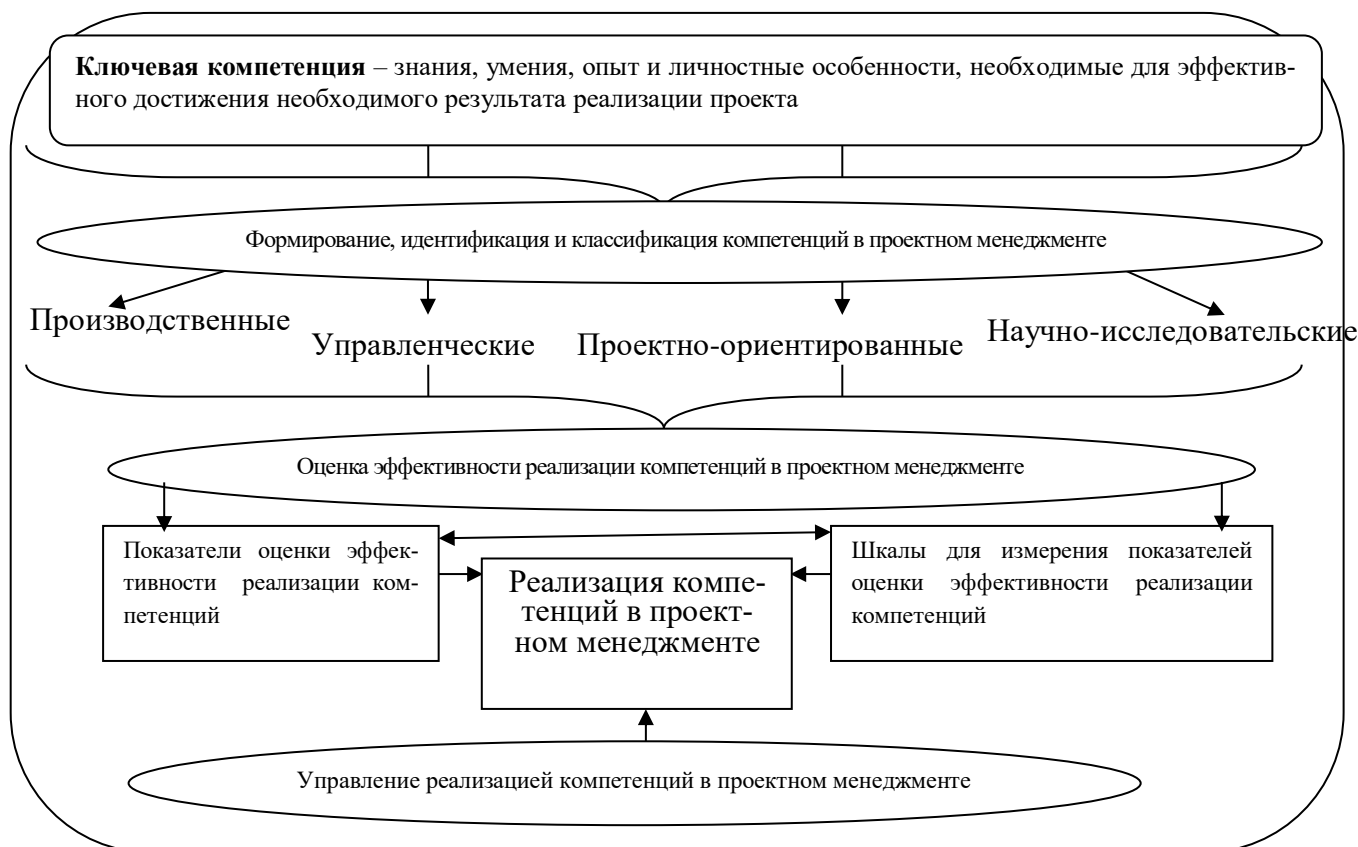 Ключевая компетенция – знания, умения, опыт и личностные особенности, необходимые для эффектив-
ного достижения необходимого результата реализации проекта
Формирование, идентификация и классификация компетенций в проектном менеджменте
Производственные
Управленческие
Проектно-ориентированные
Научно-исследовательские
Оценка эффективности реализации компетенций в проектном менеджменте
Показатели оценки эффек-
тивности реализации ком-
петенций
Реализация компе-
тенций в проект-
ном менеджменте
Шкалы для измерения показателей
оценки эффективности реализации
компетенций
Управление реализацией компетенций в проектном менеджменте